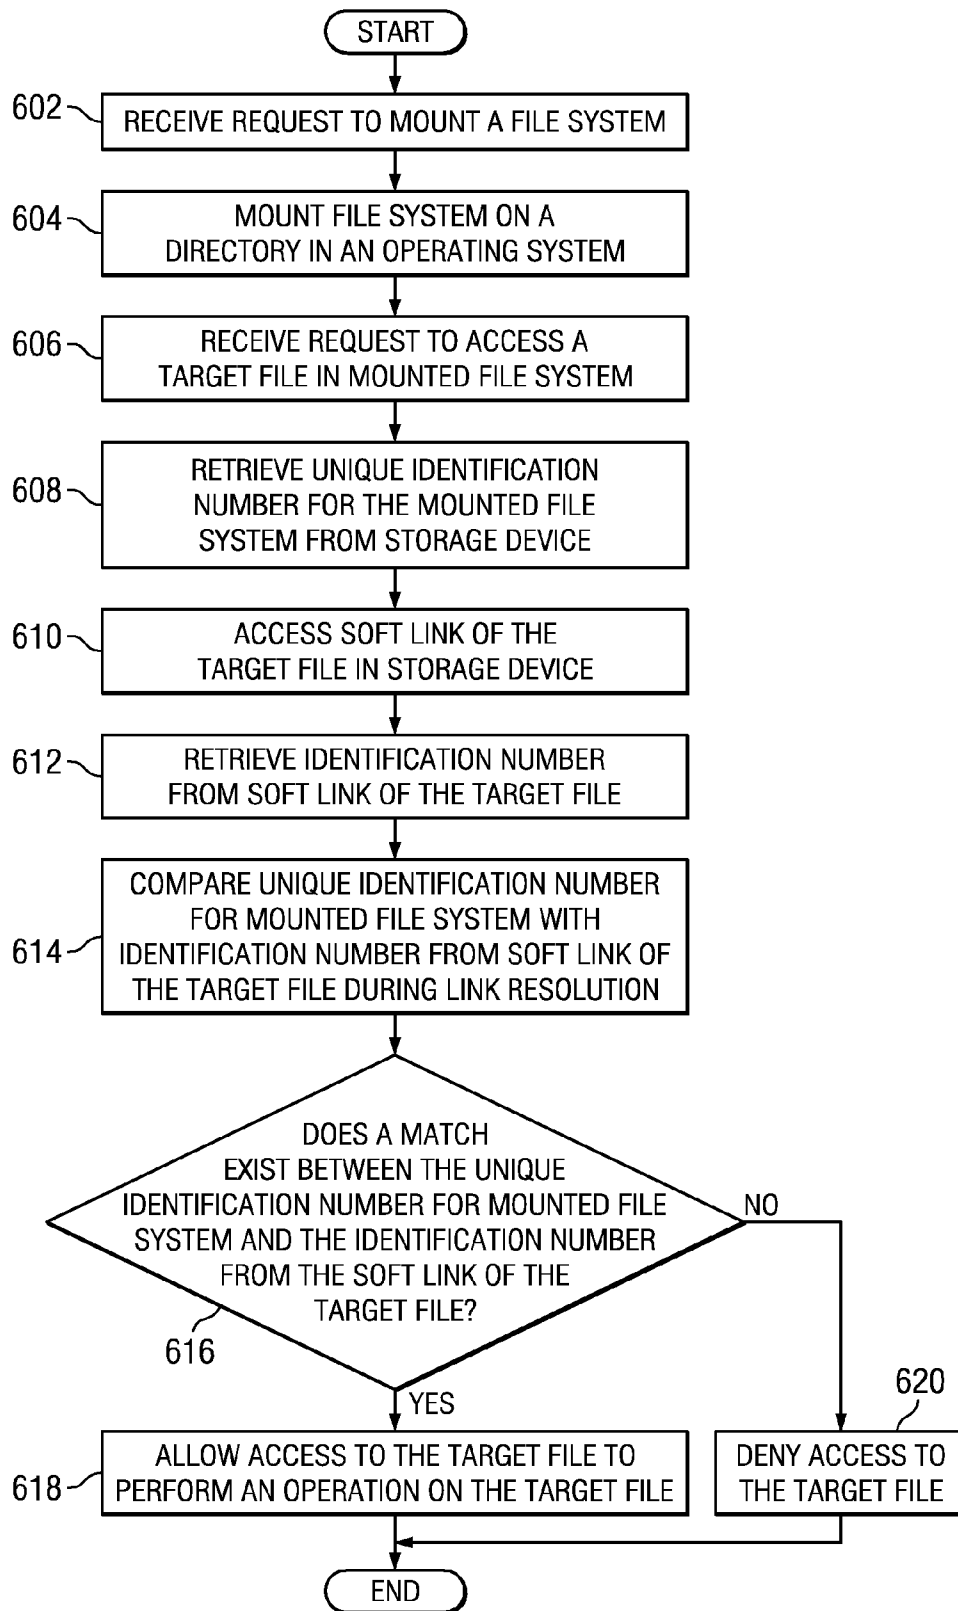 START
602
RECEIVE REQUEST TO MOUNT A FILE SYSTEM
604
MOUNT FILE SYSTEM ON A
DIRECTORY IN AN OPERATING SYSTEM
606
RECEIVE REQUEST TO ACCESS A
TARGET FILE IN MOUNTED FILE SYSTEM
608
RETRIEVE UNIQUE IDENTIFICATION
NUMBER FOR THE MOUNTED FILE
SYSTEM FROM STORAGE DEVICE
610
ACCESS SOFT LINK OF THE
TARGET FILE IN STORAGE DEVICE
612
RETRIEVE IDENTIFICATION NUMBER
FROM SOFT LINK OF THE TARGET FILE
614
COMPARE UNIQUE IDENTIFICATION NUMBER
FOR MOUNTED FILE SYSTEM WITH
IDENTIFICATION NUMBER FROM SOFT LINK OF
THE TARGET FILE DURING LINK RESOLUTION
DOES A MATCH
EXIST BETWEEN THE UNIQUE
IDENTIFICATION NUMBER FOR MOUNTED FILE
SYSTEM AND THE IDENTIFICATION NUMBER
FROM THE SOFT LINK OF THE
TARGET FILE?
616
NO
YES
620
618
ALLOW ACCESS TO THE TARGET FILE TO
PERFORM AN OPERATION ON THE TARGET FILE
DENY ACCESS TO
THE TARGET FILE
END